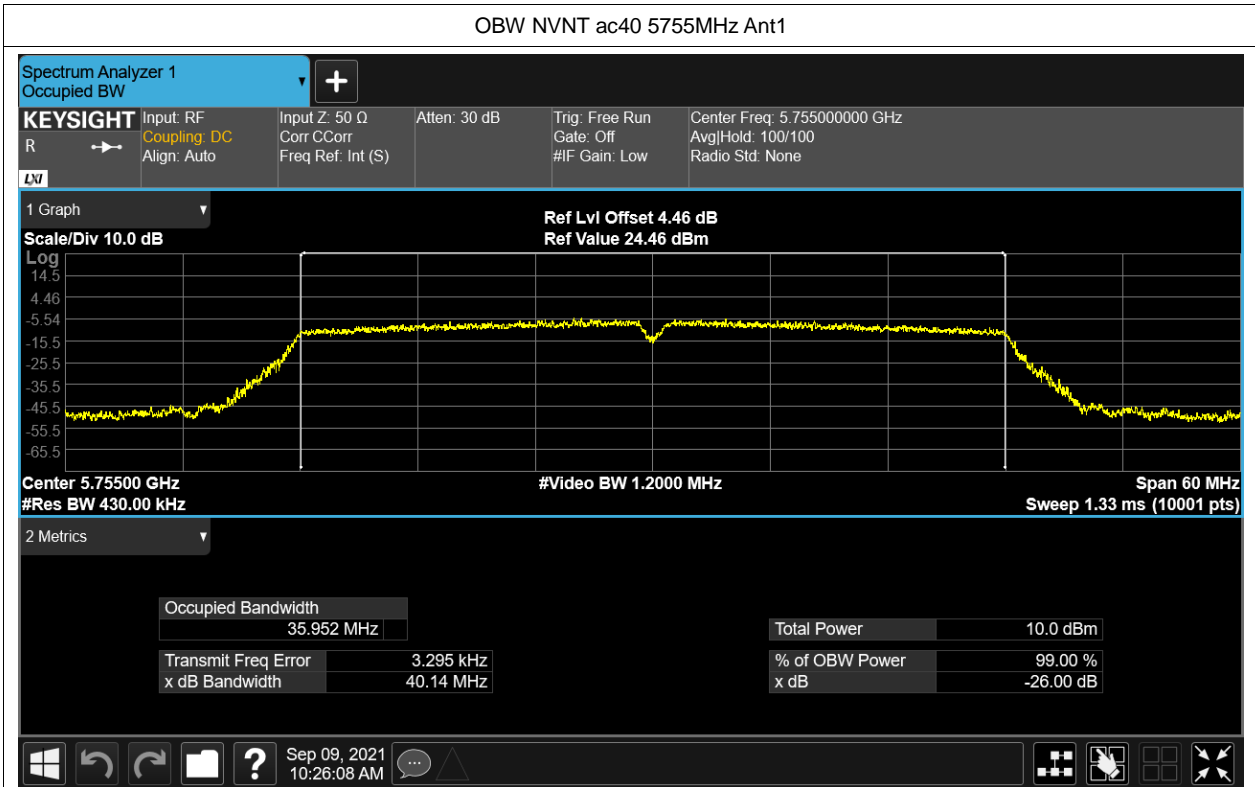 OBW NVNT ac40 5755MHz Ant1
Spectrum Analyzer 1
Occupied BW
+
KEYSIGHT
R
LXI
Input: RF
Coupling: DC
Align: Auto
Input Z: 50 Ω
Corr CCorr
Freq Ref: Int (S)
Atten: 30 dB
Trig: Free Run
Gate: Off
#IF Gain: Low
Center Freq: 5.755000000 GHz
Avg|Hold: 100/100
Radio Std: None
1 Graph
Scale/Div 10.0 dB
Ref Lvl Offset 4.46 dB
Ref Value 24.46 dBm
Log
14.5
4.46
-5.54
-15.5
-25.5
-35.5
-45.5
-55.5
-65.5
Center 5.75500 GHz
#Video BW 1.2000 MHz
Span 60 MHz
#Res BW 430.00 kHz
Sweep 1.33 ms (10001 pts)
2 Metrics
Occupied Bandwidth
35.952 MHz
Total Power 10.0 dBm
Transmit Freq Error 3.295 kHz
% of OBW Power 99.00 %
x dB Bandwidth 40.14 MHz
x dB -26.00 dB
?
Sep 09, 2021
10:26:08 AM